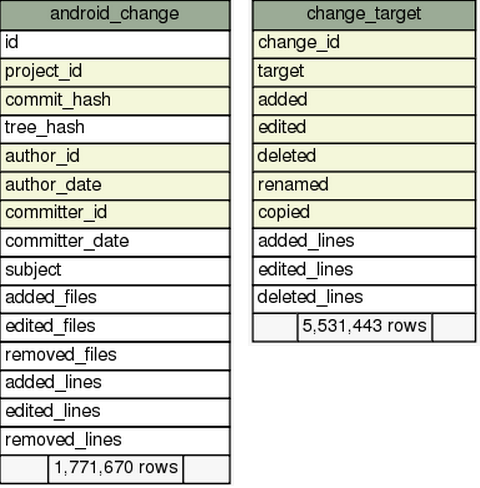 android_change
id
project_id
commit_hash
tree_hash
author_id
author_date
committer_id
committer_date
subject
added_files
edited_files
removed_files
added_lines
edited_lines
removed_lines
1,771,670 rows
change_target
change_id
target
added
edited
deleted
renamed
copied
added_lines
edited_lines
deleted_lines
5,531,443 rows